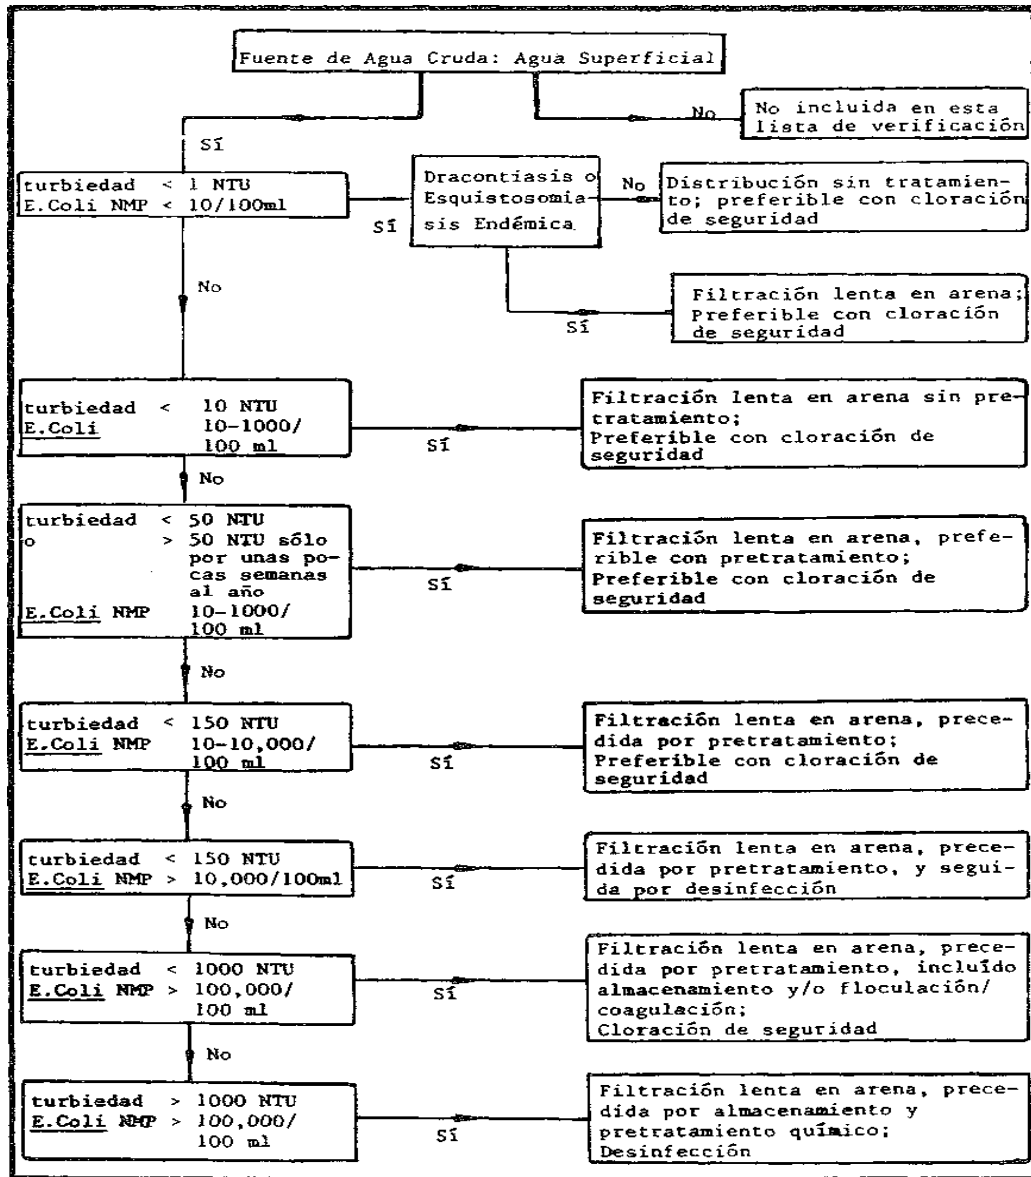 Fuente de Agua Cruda: Agua Superficial
No
No incluida en esta
lista de verificación
Sí
turbiedad < 1 NTU
E.Coli NMP < 10/100ml
Sí
Dracontiasis o
Esquistosomia-
sis Endémica
No
Distribución sin tratamien-
to; preferible con cloración
de seguridad
No
Sí
Filtración lenta en arena;
Preferible con cloración
de seguridad
turbiedad < 10 NTU
E.Coli 10-1000/
100 ml
Sí
Filtración lenta en arena sin pre-
tratamiento;
Preferible con cloración de
seguridad
No
turbiedad < 50 NTU
o > 50 NTU sólo
por unas po-
cas semanas
al año
E.Coli NMP 10-1000/
100 ml
Sí
Filtración lenta en arena, prefe-
rible con pretratamiento;
Preferible con cloración de
seguridad
No
turbiedad < 150 NTU
E.Coli NMP 10-10,000/
100 ml
Sí
Filtración lenta en arena, prece-
dida por pretratamiento;
Preferible con cloración de
seguridad
No
turbiedad < 150 NTU
E.Coli NMP > 10,000/100ml
Sí
Filtración lenta en arena, prece-
dida por pretratamiento, y segui-
da por desinfección
No
turbiedad < 1000 NTU
E.Coli NMP > 100,000/
100 ml
Sí
Filtración lenta en arena, prece-
dida por pretratamiento, incluído
almacenamiento y/o floculación/
coagulación;
Cloración de seguridad
No
turbiedad > 1000 NTU
E.Coli NMP > 100,000/
100 ml
Sí
Filtración lenta en arena, prece-
dida por almacenamiento y
pretratamiento químico;
Desinfección